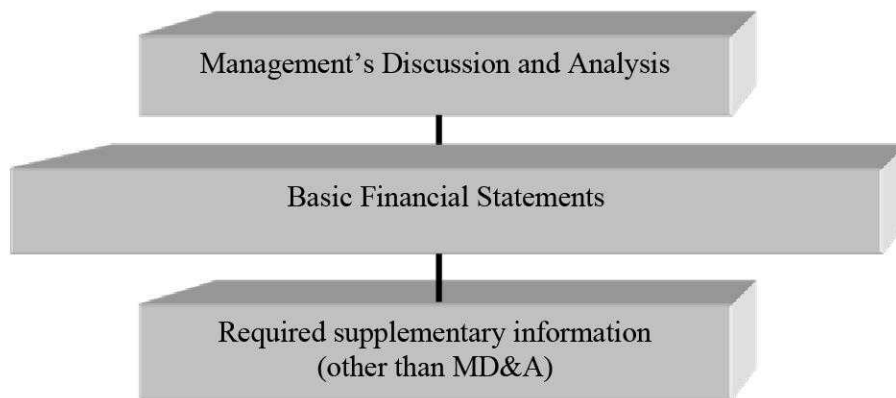 Management’s Discussion and Analysis
Basic Financial Statements
Required supplementary information
(other than MD&A)